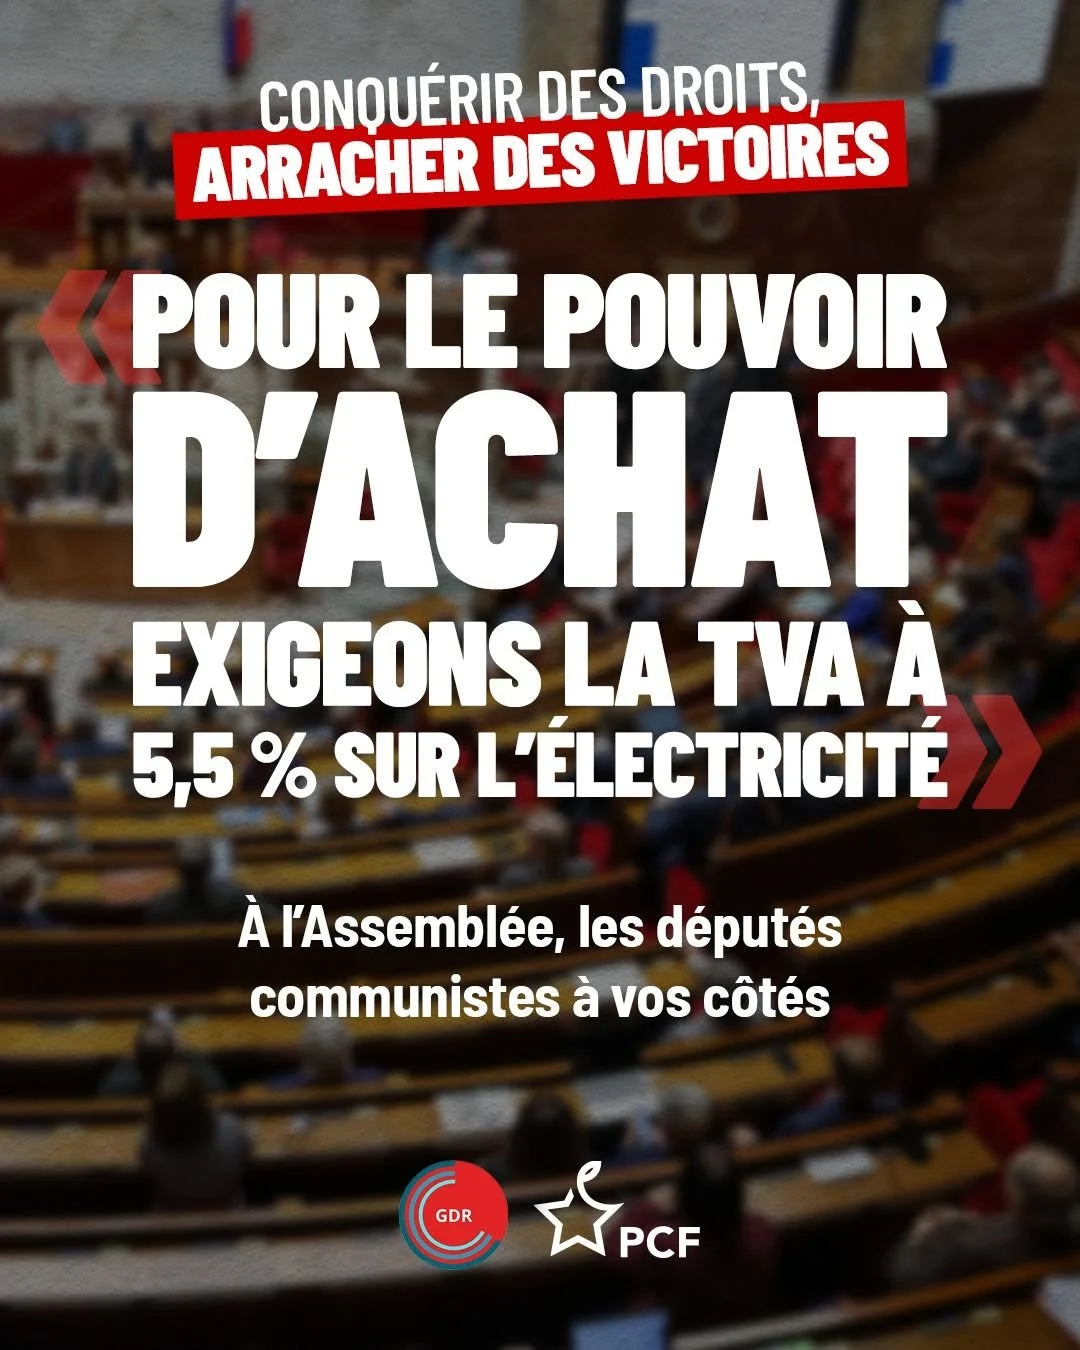 CONQUÉRIR DES DROITS,
ARRACHER DES VICTOIRES
« POUR LE POUVOIR
D’ACHAT
EXIGEONS LA TVA À
5,5 % SUR L’ÉLECTRICITÉ »
À l’Assemblée, les députés
communistes à vos côtés
GDR
PCF